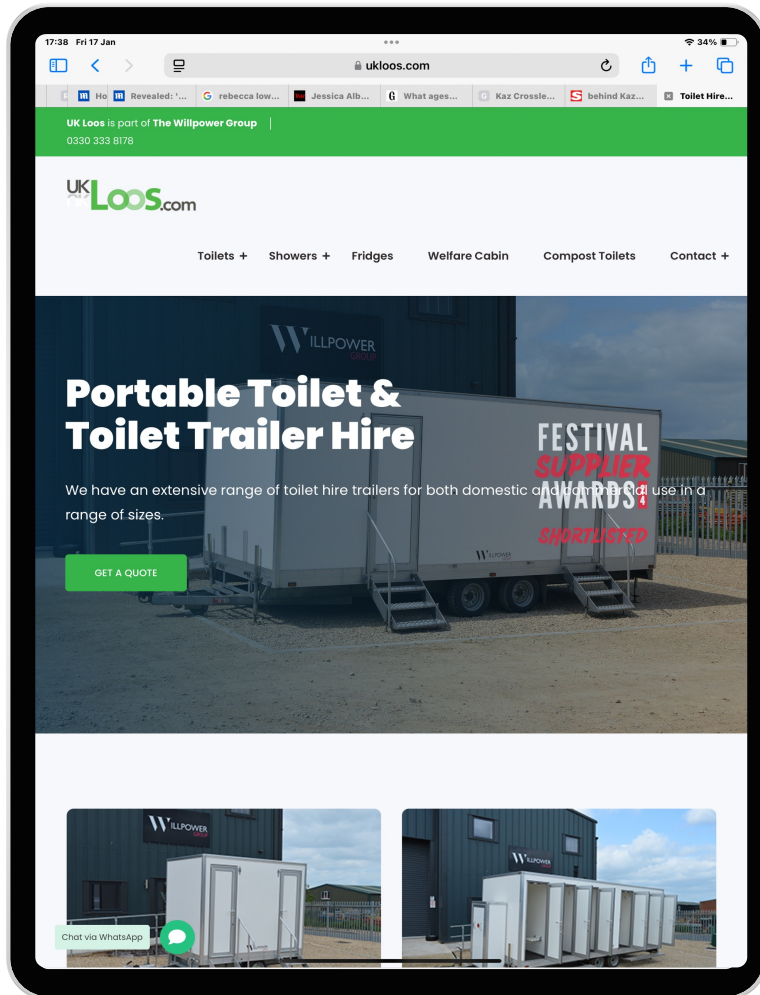 17:38 Fri 17 Jan
34%
ukloos.com
Ho
Revealed: '...
rebecca low...
Jessica Alb...
What ages...
Kaz Crossle...
behind Kaz...
Toilet Hire...
UK Loos is part of The Willpower Group
0330 333 8178
UK Loos.com
Toilets +
Showers +
Fridges
Welfare Cabin
Compost Toilets
Contact +
WILLPOWER
GROUP
Portable Toilet &
Toilet Trailer Hire
We have an extensive range of toilet hire trailers for both domestic and commercial use in a
range of sizes.
FESTIVAL
SUPPLIER
AWARDS
SHORTLISTED
WILLPOWER
GET A QUOTE
WILLPOWER
GROUP
WILLPOWER
Chat via WhatsApp